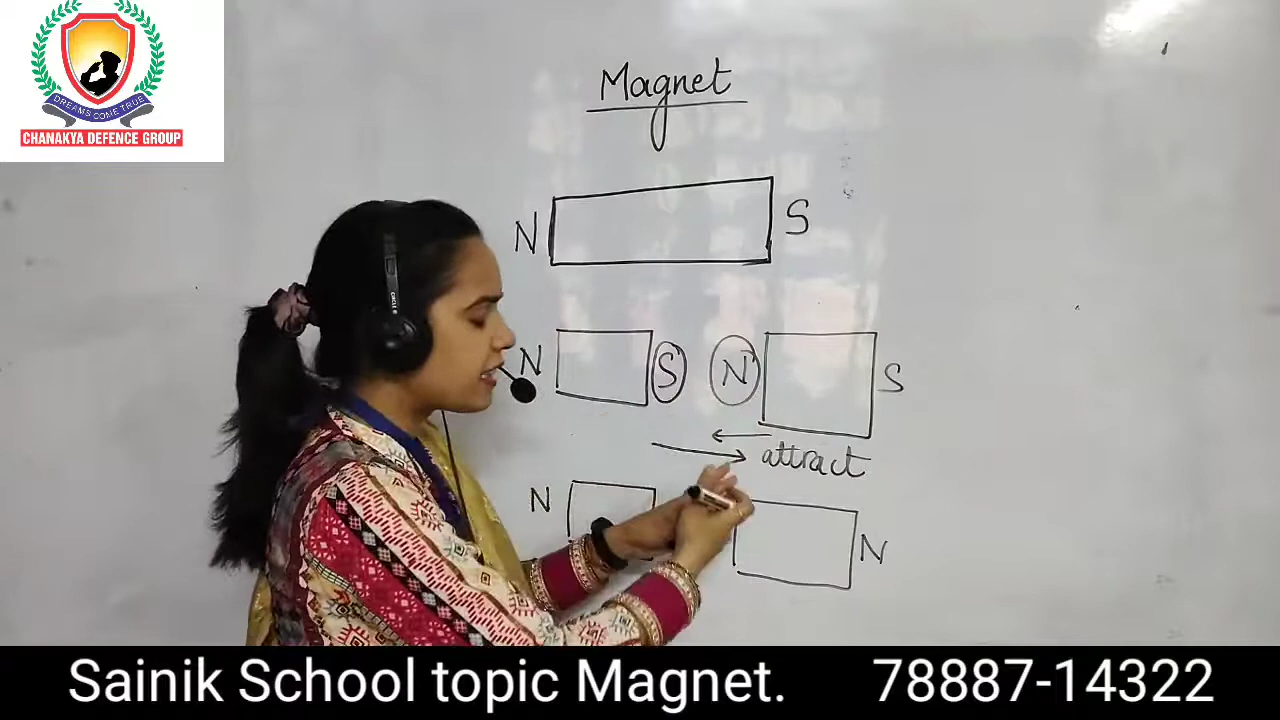 DREAMS COME TRUE
CHANAKYA DEFENCE GROUP
Magnet
N S
N S N S
attract
N N
Sainik School topic Magnet. 78887-14322